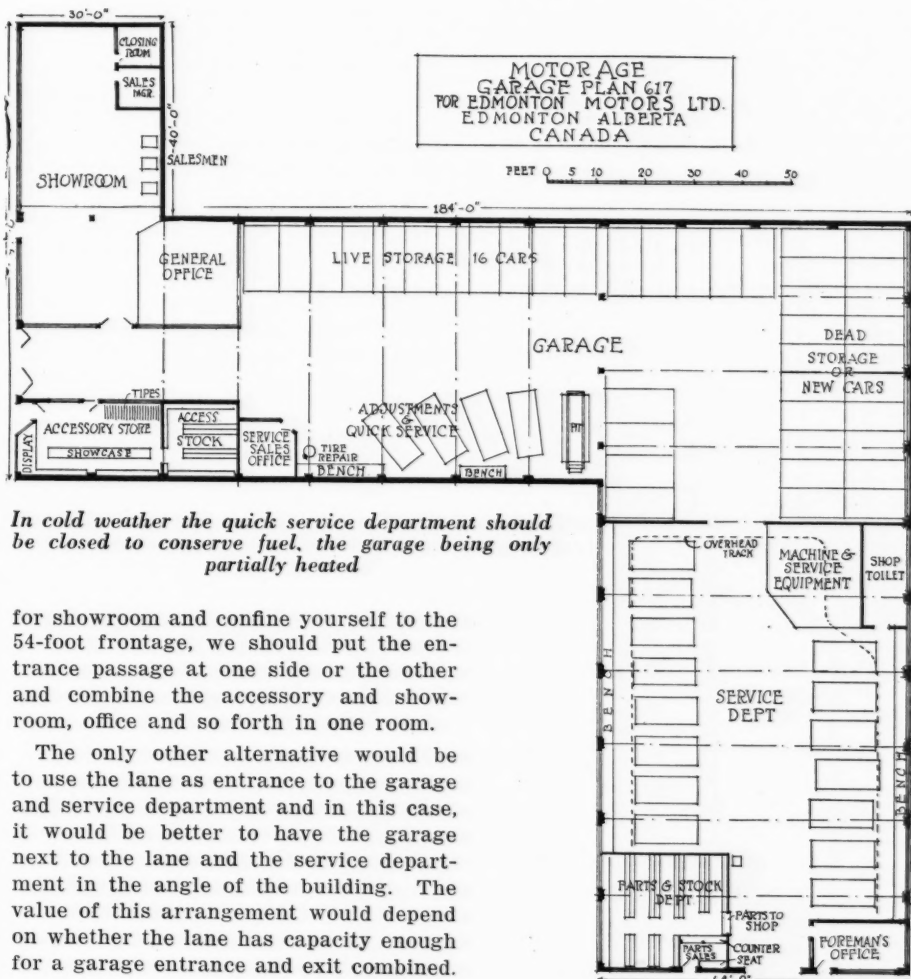 30'-0"
CLOSING
ROOM
SALES
MGR.
40'-0"
SALESMEN
SHOWROOM
MOTOR AGE
GARAGE PLAN 617
FOR EDMONTON MOTORS LTD.
EDMONTON ALBERTA
CANADA
FEET 0 5 10 20 30 40 50
184'-0"
GENERAL
OFFICE
LIVE STORAGE 16 CARS
GARAGE
DEAD
STORAGE
OR
NEW CARS
TIRES
ACCESSORY STORE
SHOWCASE
DISPLAY
ACCESS
STOCK
SERVICE
SALES
OFFICE
TIRE
REPAIR
BENCH
ADJUSTMENTS
&
QUICK SERVICE
BENCH
PIT
In cold weather the quick service department should
be closed to conserve fuel, the garage being only
partially heated
OVERHEAD
TRACK
MACHINE &
SERVICE
EQUIPMENT
SHOP
TOILET
BENCH
SERVICE
DEPT
BENCH
PARTS & STOCK
DEPT
PARTS TO
SHOP
PARTS
SALES
COUNTER
SEAT
FOREMAN'S
OFFICE
64'-0"
for showroom and confine yourself to the
54-foot frontage, we should put the en-
trance passage at one side or the other
and combine the accessory and show-
room, office and so forth in one room.
The only other alternative would be
to use the lane as entrance to the garage
and service department and in this case,
it would be better to have the garage
next to the lane and the service depart-
ment in the angle of the building. The
value of this arrangement would depend
on whether the lane has capacity enough
for a garage entrance and exit combined.